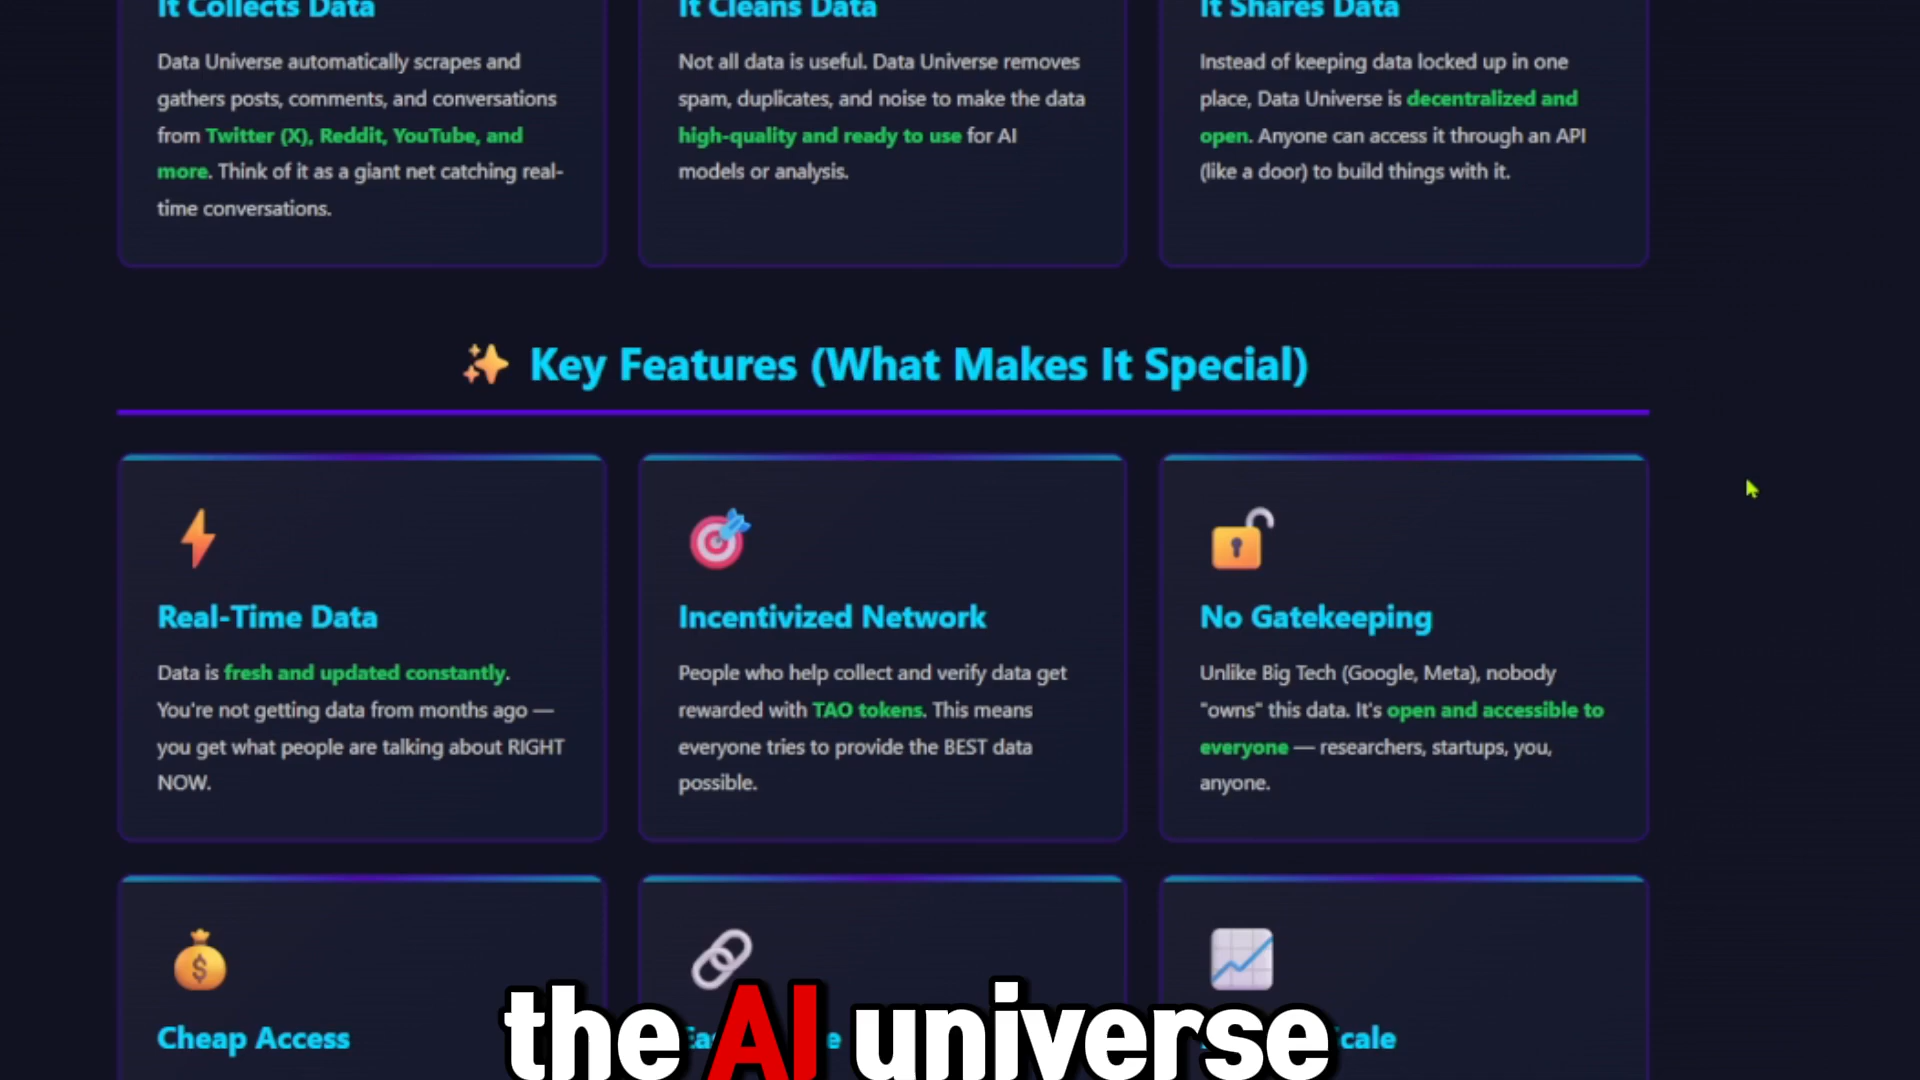 It Collects Data
Data Universe automatically scrapes and
gathers posts, comments, and conversations
from Twitter (X), Reddit, YouTube, and
more. Think of it as a giant net catching real-
time conversations.
It Cleans Data
Not all data is useful. Data Universe removes
spam, duplicates, and noise to make the data
high-quality and ready to use for AI
models or analysis.
It Shares Data
Instead of keeping data locked up in one
place, Data Universe is decentralized and
open. Anyone can access it through an API
(like a door) to build things with it.
Key Features (What Makes It Special)
Real-Time Data
Data is fresh and updated constantly.
You're not getting data from months ago —
you get what people are talking about RIGHT
NOW.
Incentivized Network
People who help collect and verify data get
rewarded with TAO tokens. This means
everyone tries to provide the BEST data
possible.
No Gatekeeping
Unlike Big Tech (Google, Meta), nobody
"owns" this data. It's open and accessible to
everyone — researchers, startups, you,
anyone.
Cheap Access
the AI universe